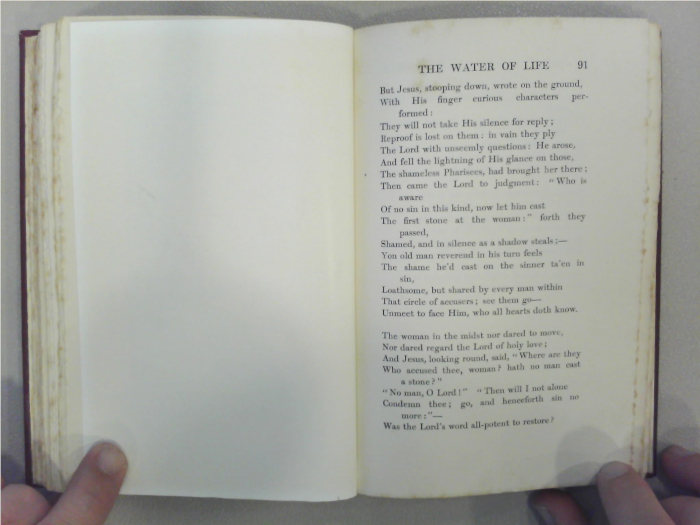 THE WATER OF LIFE 91
But Jesus, stooping down, wrote on the ground,
With His finger curious characters per-
formed:
They will not take His silence for reply;
Reproof is lost on them: in vain they ply
The Lord with unseemly questions: He arose,
And fell the lightning of His glance on those,
The shameless Pharisees, had brought her there;
Then came the Lord to judgment: "Who is
aware
Of no sin in this kind, now let him cast
The first stone at the woman:" forth they
passed,
Shamed, and in silence as a shadow steals:—
Yon old man reverend in his turn feels
The shame he'd cast on the sinner ta'en in
sin,
Loathsome, but shared by every man within
That circle of accusers; see them go—
Unmeet to face Him, who all hearts doth know.
The woman in the midst nor dared to move,
Nor dared regard the Lord of holy love;
And Jesus, looking round, said, "Where are they
Who accused thee, woman? hath no man cast
a stone?"
"No man, O Lord!" "Then will I not alone
Condemn thee; go, and henceforth sin no
more:"—
Was the Lord's word all-potent to restore?